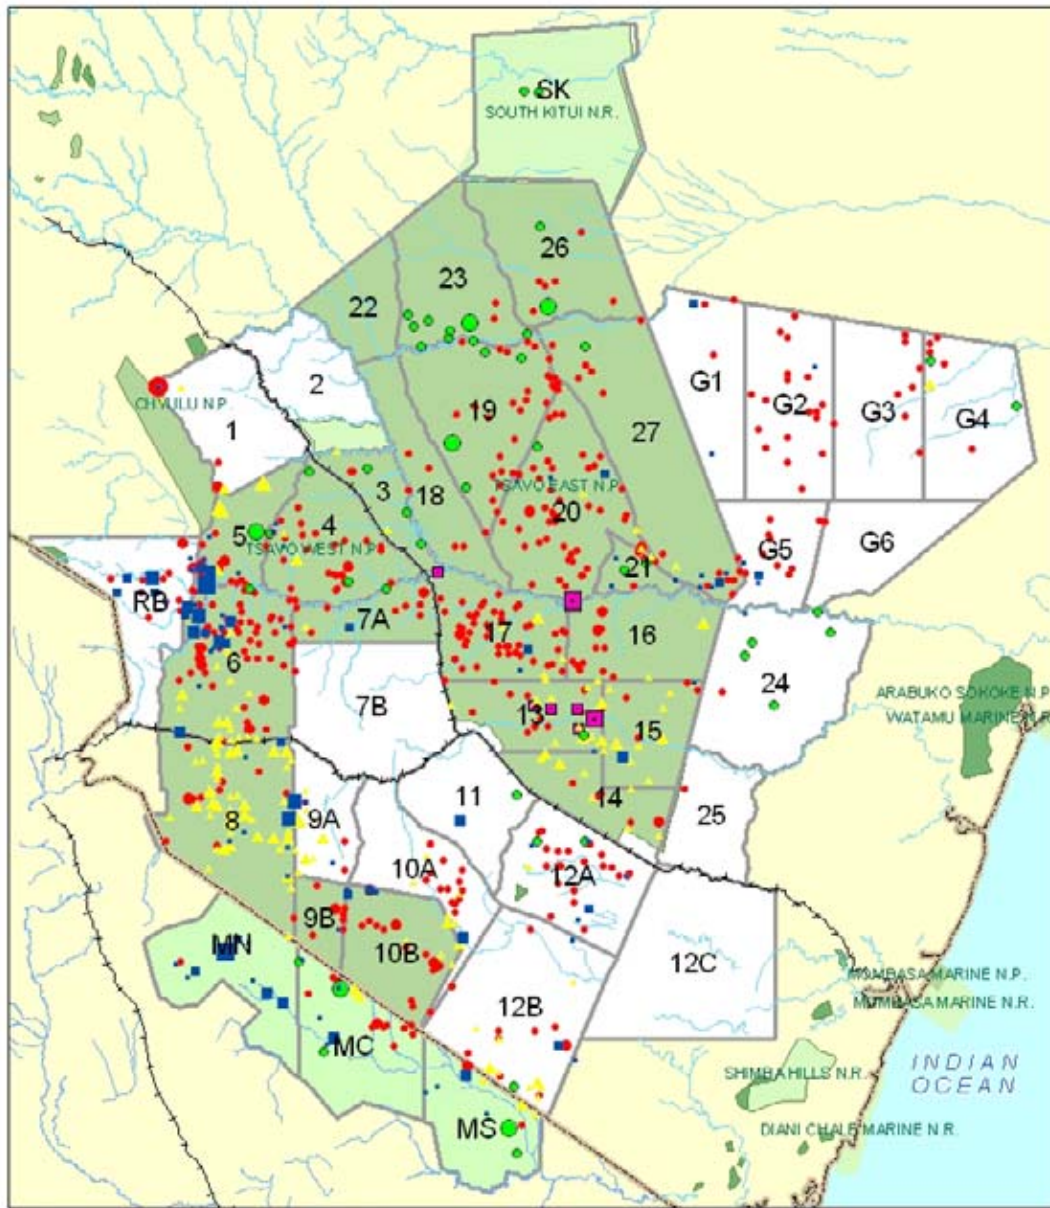 SK
SOUTH KITUI N.R.
26
23
22
2
G1
G2
G3
G4
CHYULU N.P.
1
19
27
3
18
TSAVO EAST N.P.
4
20
5
TSAVO WEST N.P.
G5
G6
21
RB
7A
17
16
6
24
7B
13
15
ARABUKO SOKOKE N.P.
WATAMU MARINE N.R.
11
14
25
8
9A
10A
12A
9B
MN
10B
12C
MOMBASA MARINE N.P.
12B
MOMBASA MARINE N.R.
MC
INDIAN
OCEAN
SHIMBA HILLS N.R.
MS
DIANI CHALE MARINE N.R.